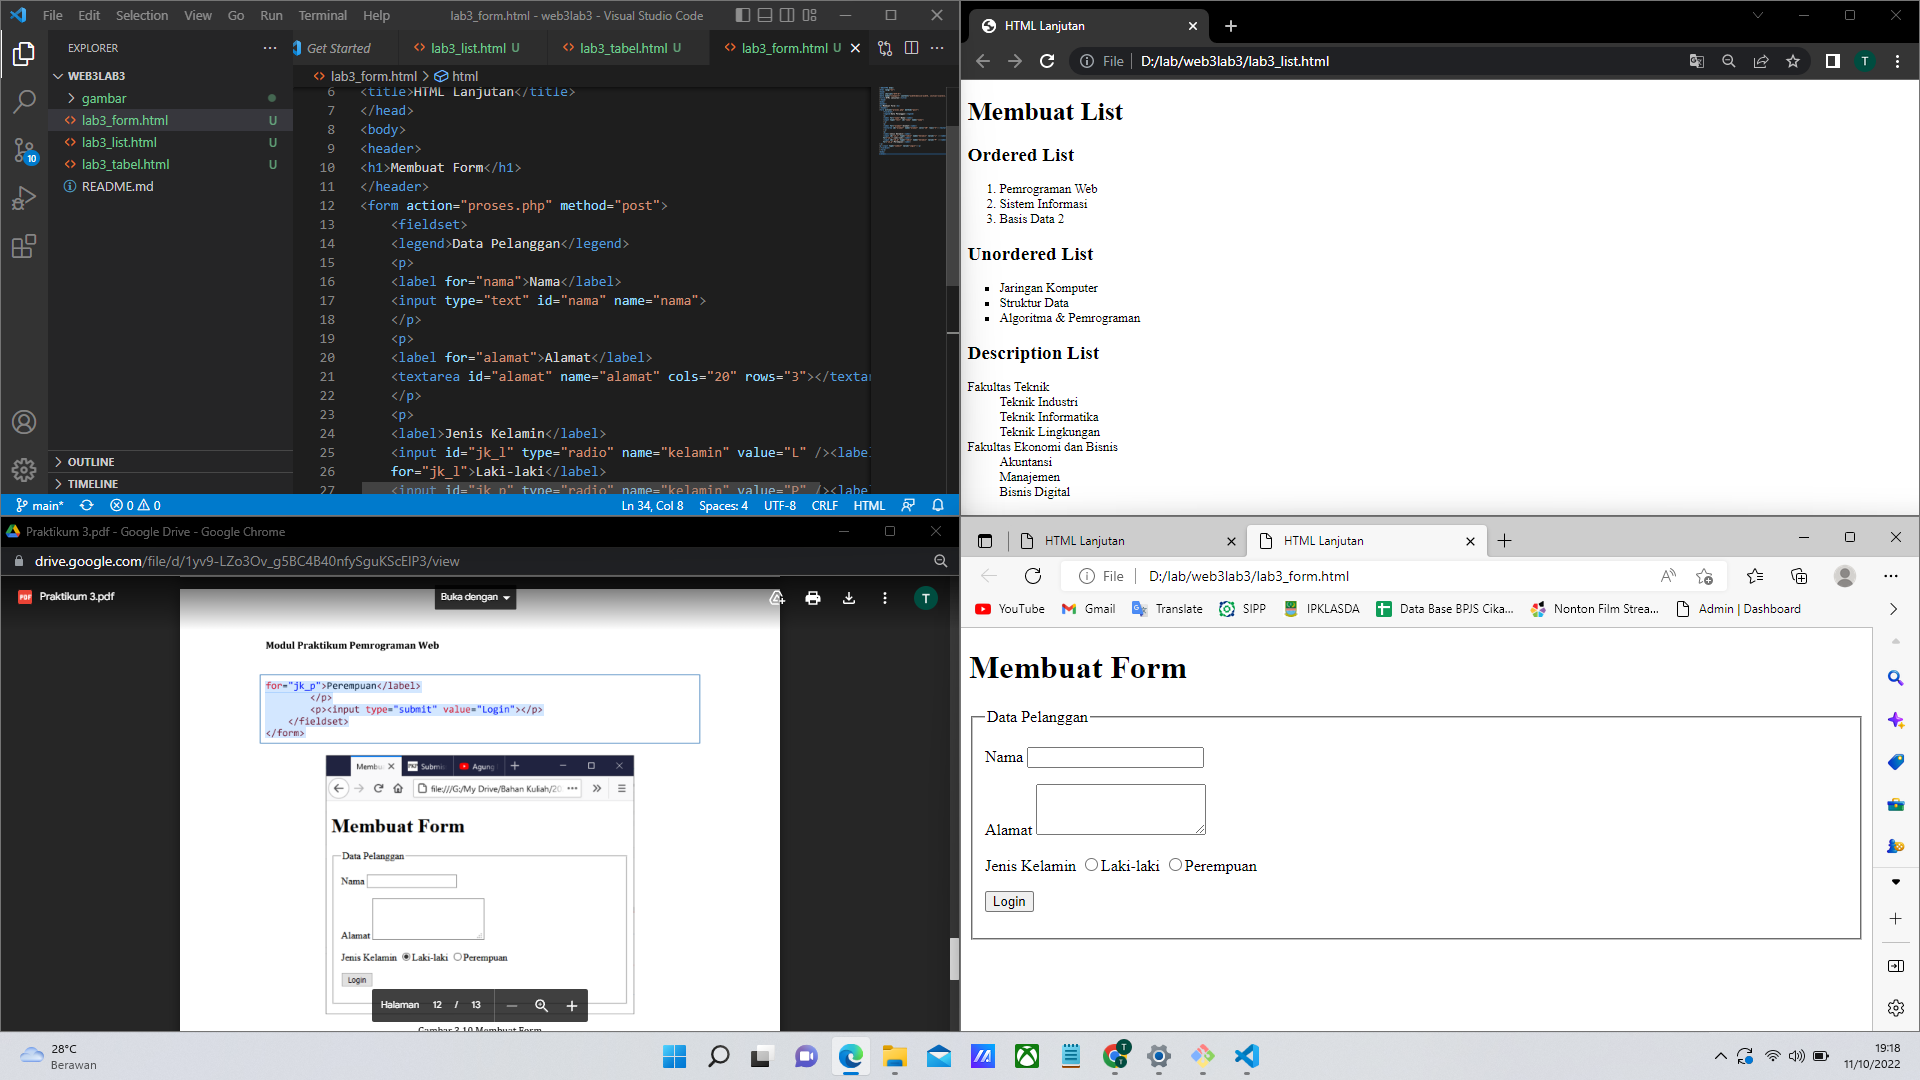 File Edit Selection View Go Run Terminal Help lab3_form.html - web3lab3 - Visual Studio Code
EXPLORER
WEB3LAB3
gambar
lab3_form.html U
lab3_list.html U
lab3_tabel.html U
README.md
OUTLINE
TIMELINE
10
Get Started lab3_list.html U lab3_tabel.html U lab3_form.html U
lab3_form.html > html
6 <title>HTML Lanjutan</title>
7 </head>
8 <body>
9 <header>
10 <h1>Membuat Form</h1>
11 </header>
12 <form action="proses.php" method="post">
13 <fieldset>
14 <legend>Data Pelanggan</legend>
15 <p>
16 <label for="nama">Nama</label>
17 <input type="text" id="nama" name="nama">
18 </p>
19 <p>
20 <label for="alamat">Alamat</label>
21 <textarea id="alamat" name="alamat" cols="20" rows="3"></textar
22 </p>
23 <p>
24 <label>Jenis Kelamin</label>
25 <input id="jk_l" type="radio" name="kelamin" value="L" /><label
26 for="jk_l">Laki-laki</label>
27 <input id="jk_p" type="radio" name="kelamin" value="P" /><label
main* 0 0 Ln 34, Col 8 Spaces: 4 UTF-8 CRLF HTML
HTML Lanjutan
File D:/lab/web3lab3/lab3_list.html T
Membuat List
Ordered List
1. Pemrograman Web
2. Sistem Informasi
3. Basis Data 2
Unordered List
Jaringan Komputer
Struktur Data
Algoritma & Pemrograman
Description List
Fakultas Teknik
Teknik Industri
Teknik Informatika
Teknik Lingkungan
Fakultas Ekonomi dan Bisnis
Akuntansi
Manajemen
Bisnis Digital
Praktikum 3.pdf - Google Drive - Google Chrome
drive.google.com/file/d/1yv9-LZo3Ov_g5BC4B40nfySguKScEIP3/view
PDF Praktikum 3.pdf Buka dengan T
Modul Praktikum Pemrograman Web
for="jk_p">Perempuan</label>
</p>
<p><input type="submit" value="Login"></p>
</fieldset>
</form>
Membu Submi Agung
file:///G:/My Drive/Bahan Kuliah/20
Membuat Form
Data Pelanggan
Nama
Alamat
Jenis Kelamin Laki-laki Perempuan
Login
Halaman 12 / 13
Gambar 3.10 Membuat Form
HTML Lanjutan HTML Lanjutan
File D:/lab/web3lab3/lab3_form.html
YouTube Gmail Translate SIPP IPKLASDA Data Base BPJS Cika... Nonton Film Strea... Admin | Dashboard
Membuat Form
Data Pelanggan
Nama
Alamat
Jenis Kelamin Laki-laki Perempuan
Login
28°C
Berawan
T
T
19:18
11/10/2022